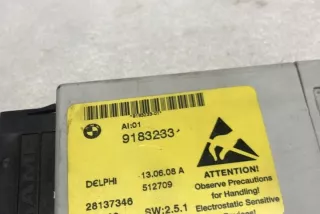 AI:01
9183233
DELPHI 13.06.08 A
512709
28137346
SW:2.5.1
ATTENTION!
Observe Precautions
for Handling!
Electrostatic Sensitive